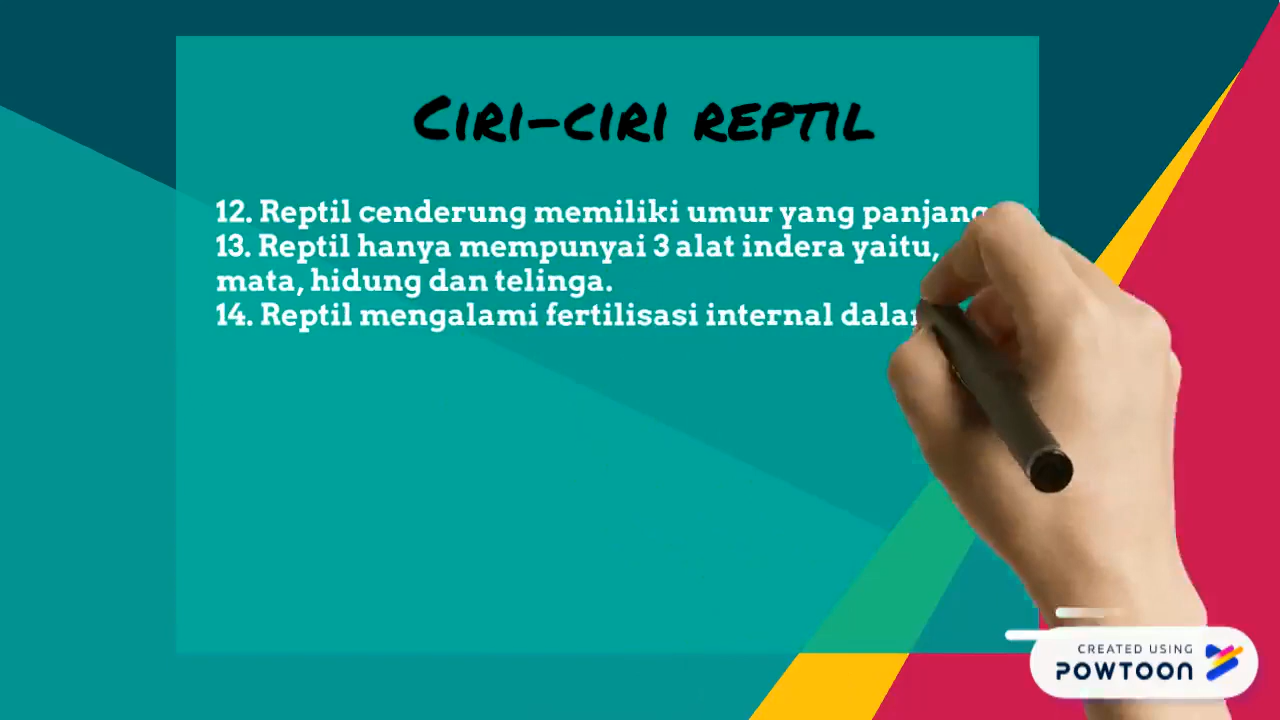 Ciri-ciri reptil
12. Reptil cenderung memiliki umur yang panjang
13. Reptil hanya mempunyai 3 alat indera yaitu,
mata, hidung dan telinga.
14. Reptil mengalami fertilisasi internal
CREATED USING
POWTOON